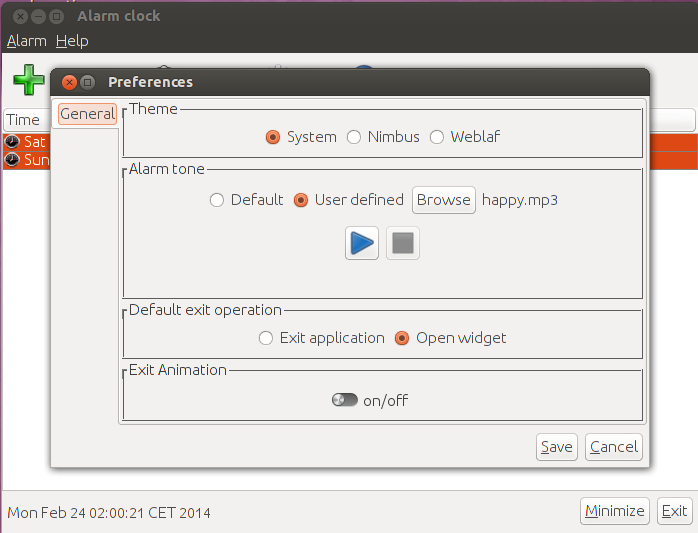 Alarm clock
Alarm Help
Preferences
Time
Sat
Sun
General
Theme
System Nimbus Weblaf
Alarm tone
Default User defined Browse happy.mp3
Default exit operation
Exit application Open widget
Exit Animation
on/off
Save Cancel
Mon Feb 24 02:00:21 CET 2014
Minimize Exit